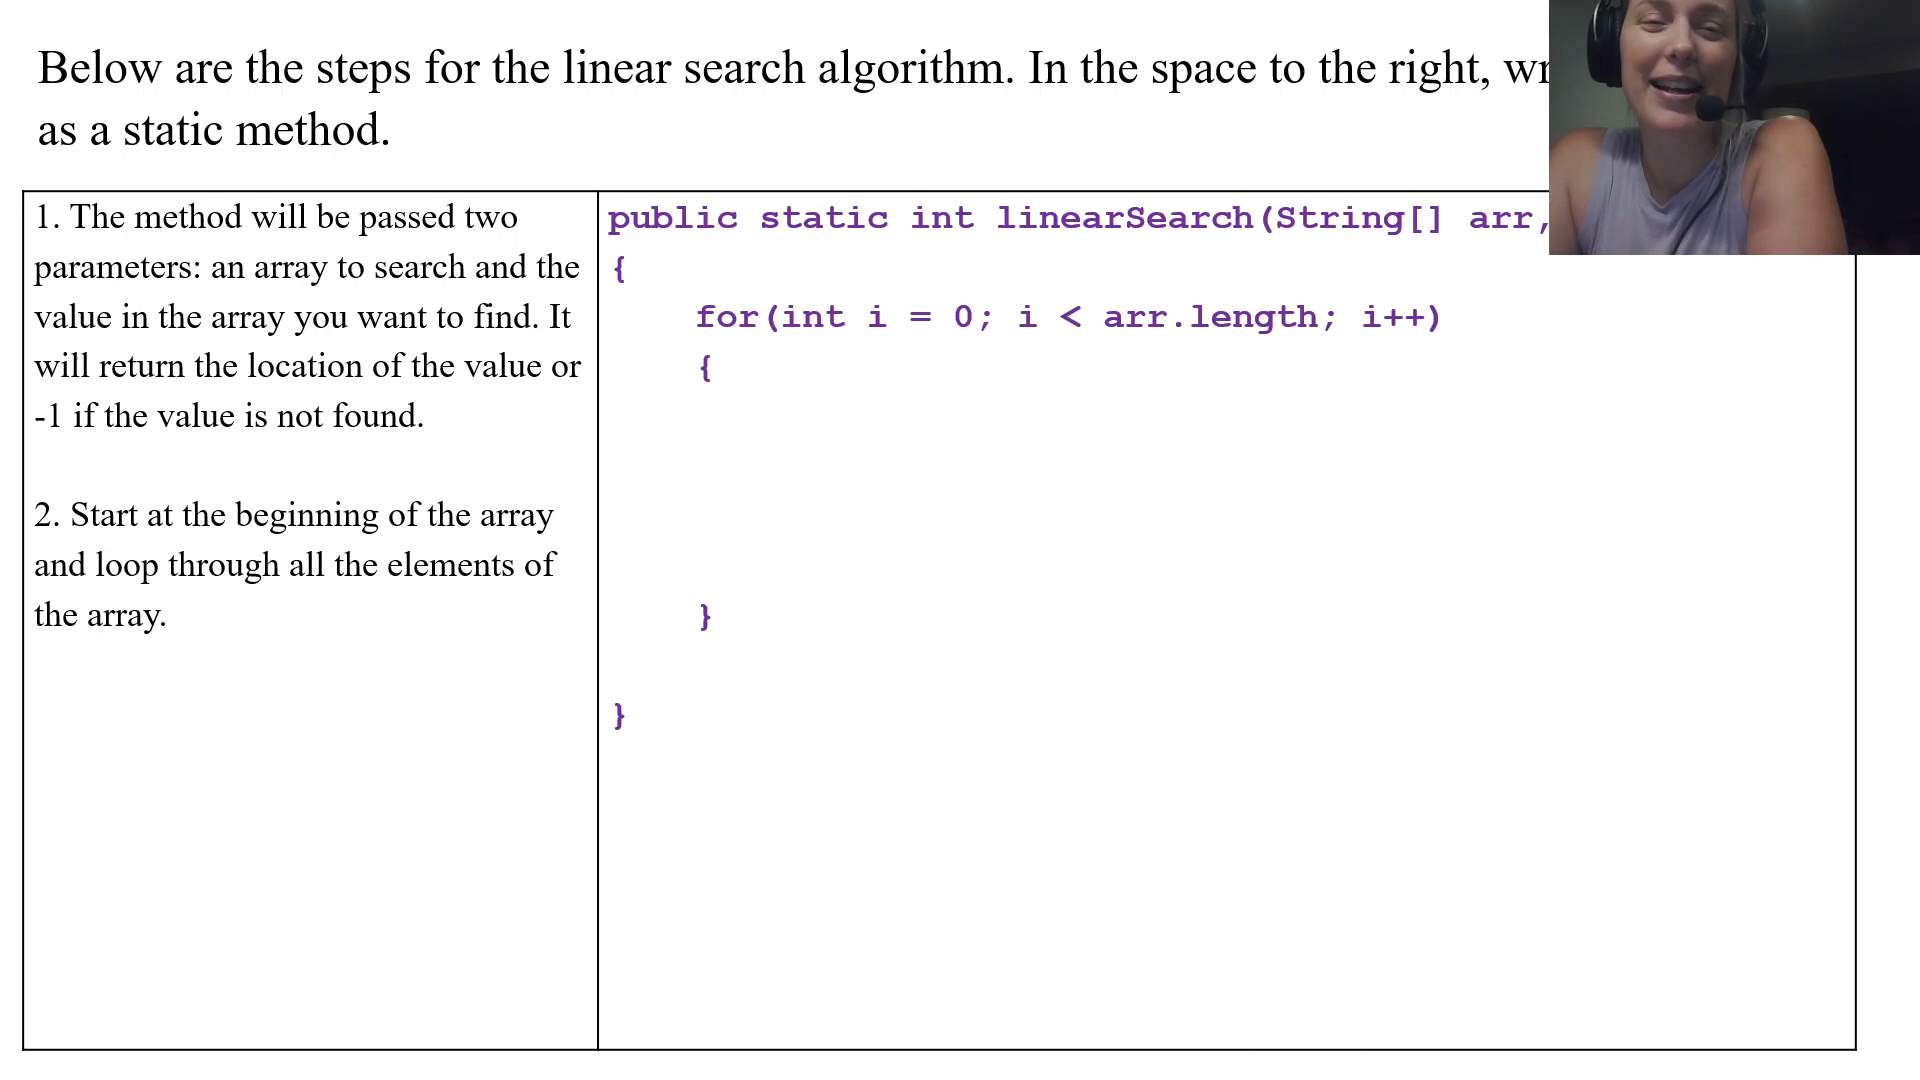 Below are the steps for the linear search algorithm. In the space to the right,
as a static method.
1. The method will be passed two
parameters: an array to search and the
value in the array you want to find. It
will return the location of the value or
-1 if the value is not found.
2. Start at the beginning of the array
and loop through all the elements of
the array.
public static int linearSearch(String[] arr,
{
for(int i = 0; i < arr.length; i++)
{
}
}